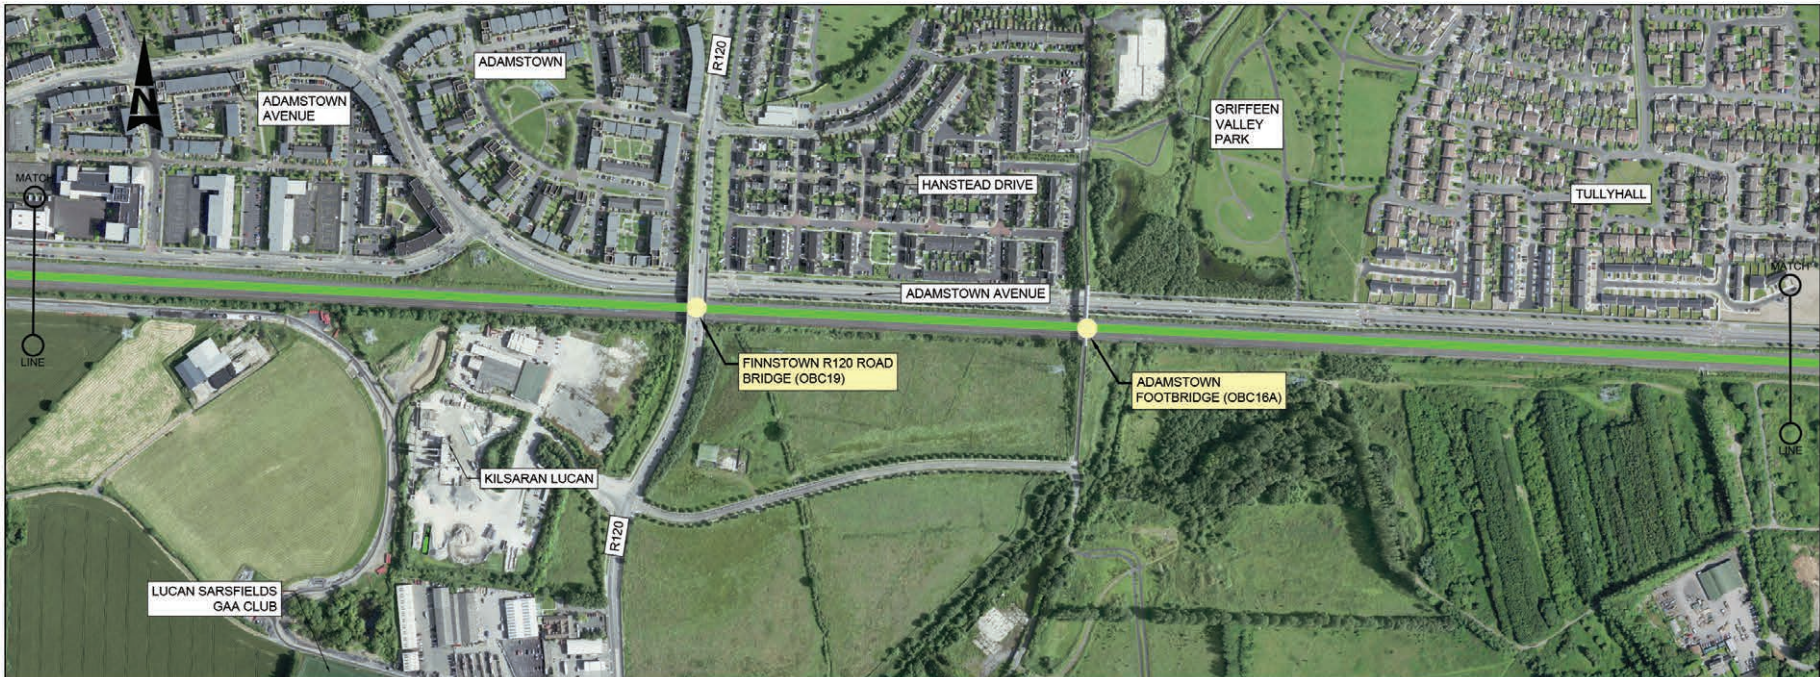 R120
ADAMSTOWN
ADAMSTOWN
AVENUE
N
GRIFFEEN
VALLEY
PARK
MATCH
LINE
HANSTEAD DRIVE
TULLYHALL
MATCH
LINE
ADAMSTOWN AVENUE
FINNSTOWN R120 ROAD
BRIDGE (OBC19)
ADAMSTOWN
FOOTBRIDGE (OBC16A)
KILSARAN LUCAN
R120
LUCAN SARSFIELDS
GAA CLUB